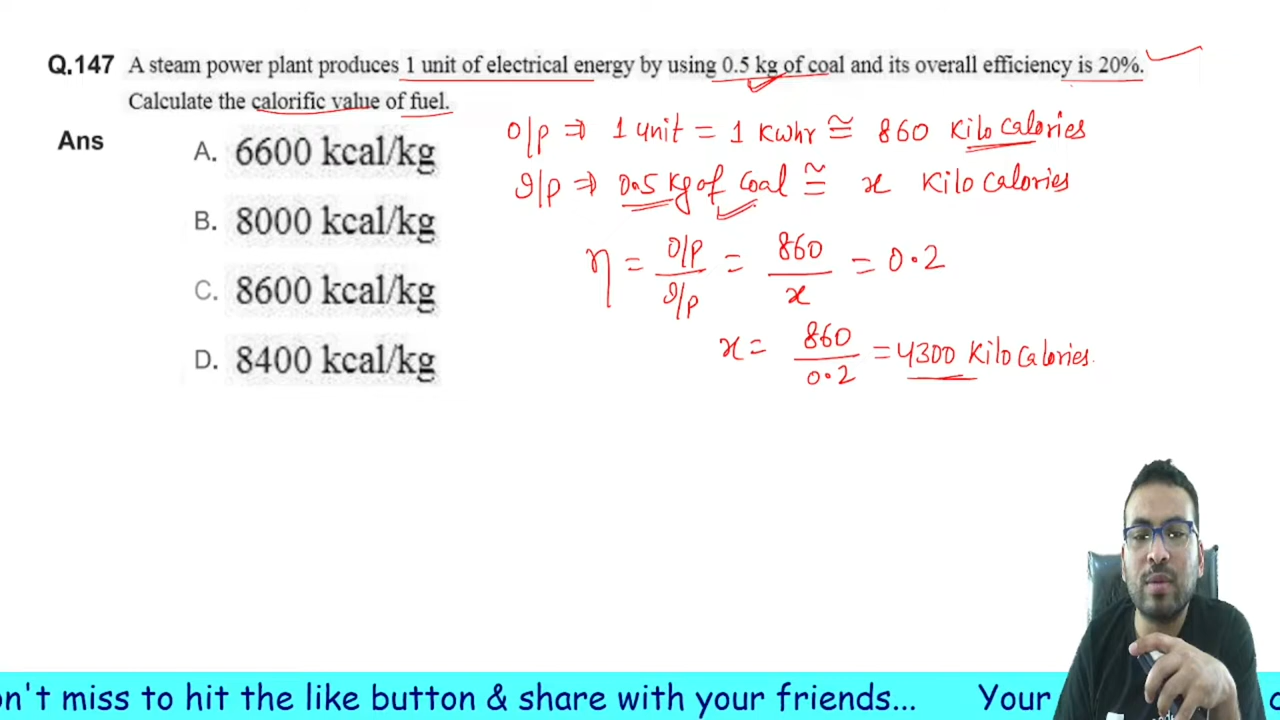 Q.147 A steam power plant produces 1 unit of electrical energy by using 0.5 kg of coal and its overall efficiency is 20%.
Calculate the calorific value of fuel.
Ans
A. 6600 kcal/kg
B. 8000 kcal/kg
C. 8600 kcal/kg
D. 8400 kcal/kg
O/p ⇒ 1 unit = 1 Kwhr ≅ 860 Kilo calories
I/p ⇒ 0.5 Kg of coal ≅ x Kilo calories
η = O/p / I/p = 860 / x = 0.2
x = 860 / 0.2 = 4300 Kilo Calories.
on't miss to hit the like button & share with your friends... Your